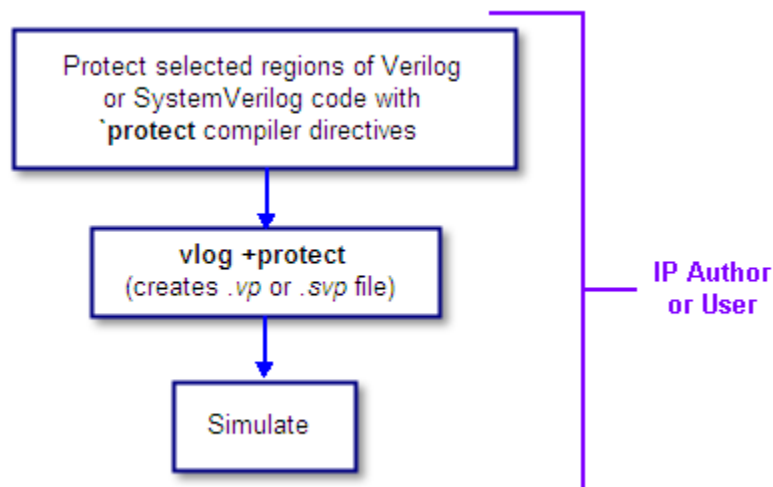 Protect selected regions of Verilog
or SystemVerilog code with
`protect compiler directives
vlog +protect
(creates .vp or .svp file)
Simulate
IP Author
or User